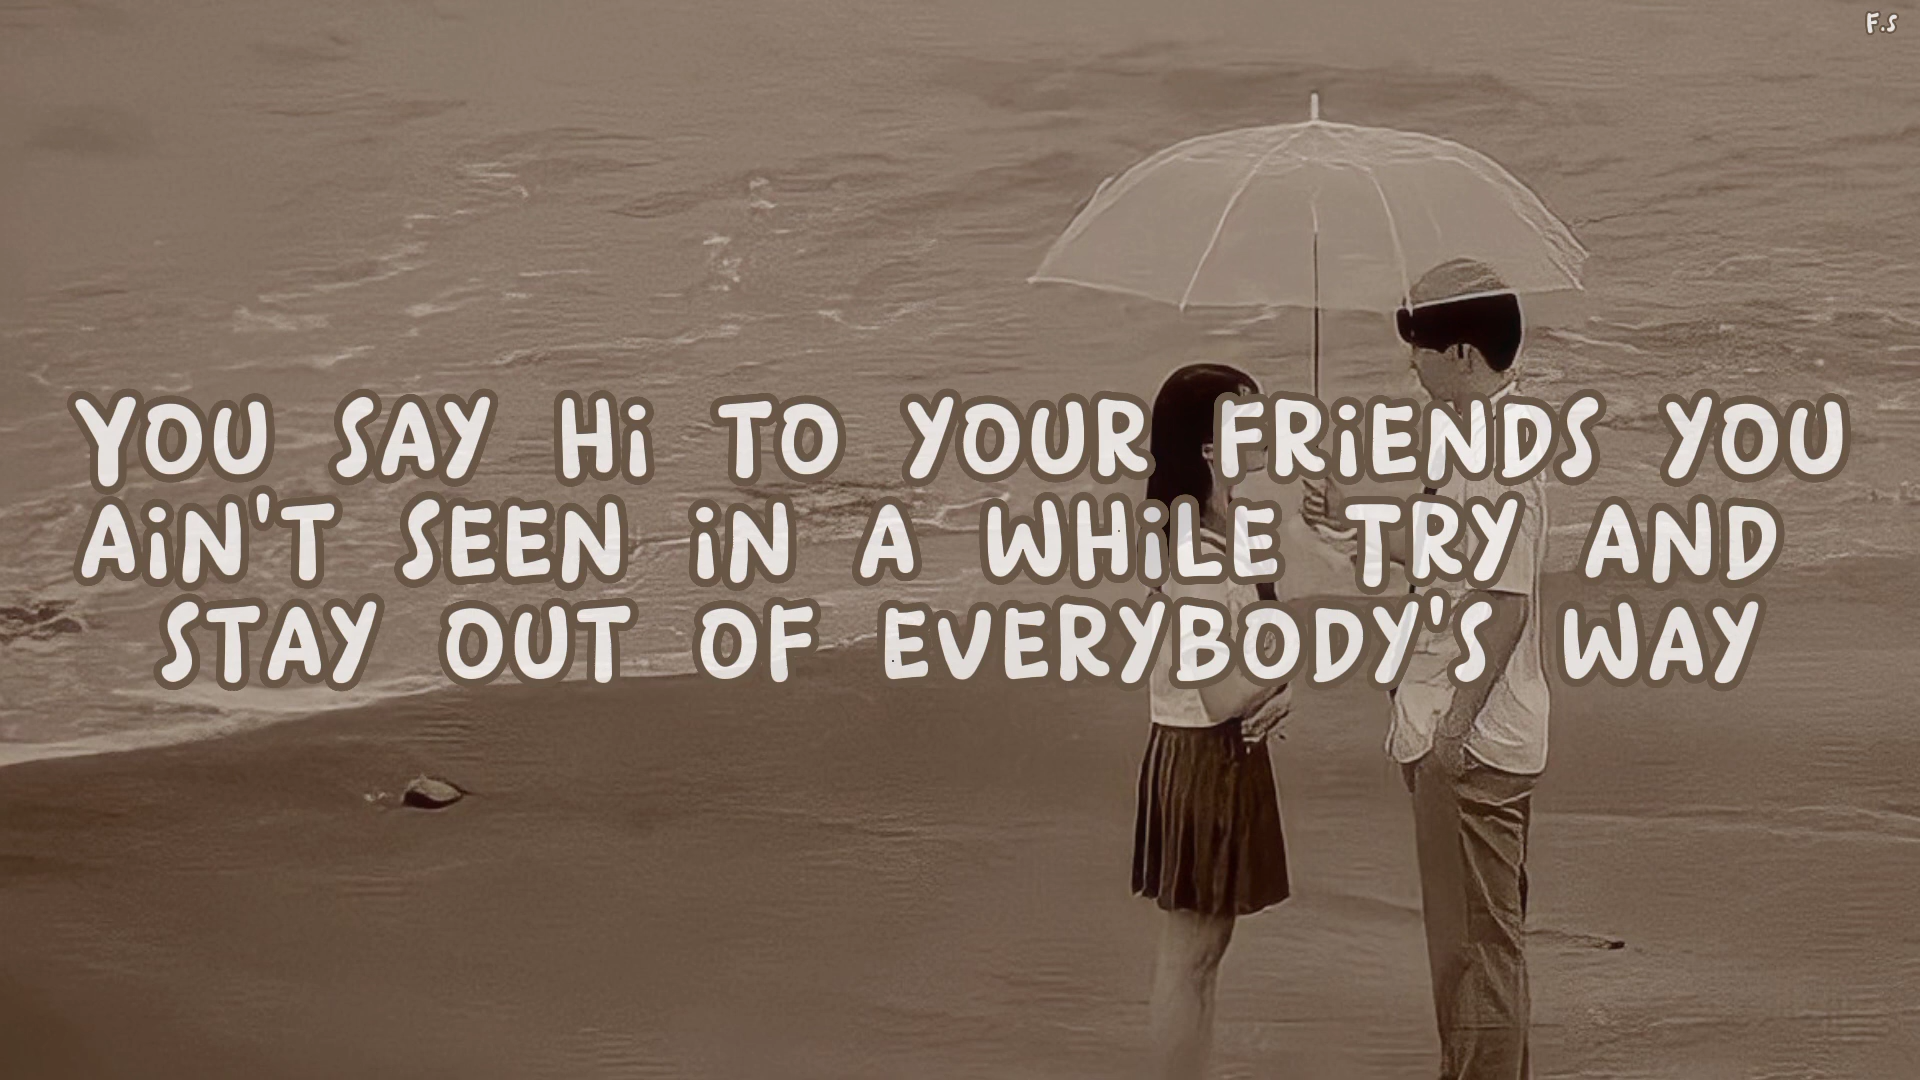 F.S
YOU SAY Hi TO YOUR FRiENDS YOU
AiN'T SEEN iN A WHiLE TRY AND
STAY OUT OF EVERYBODY'S WAY